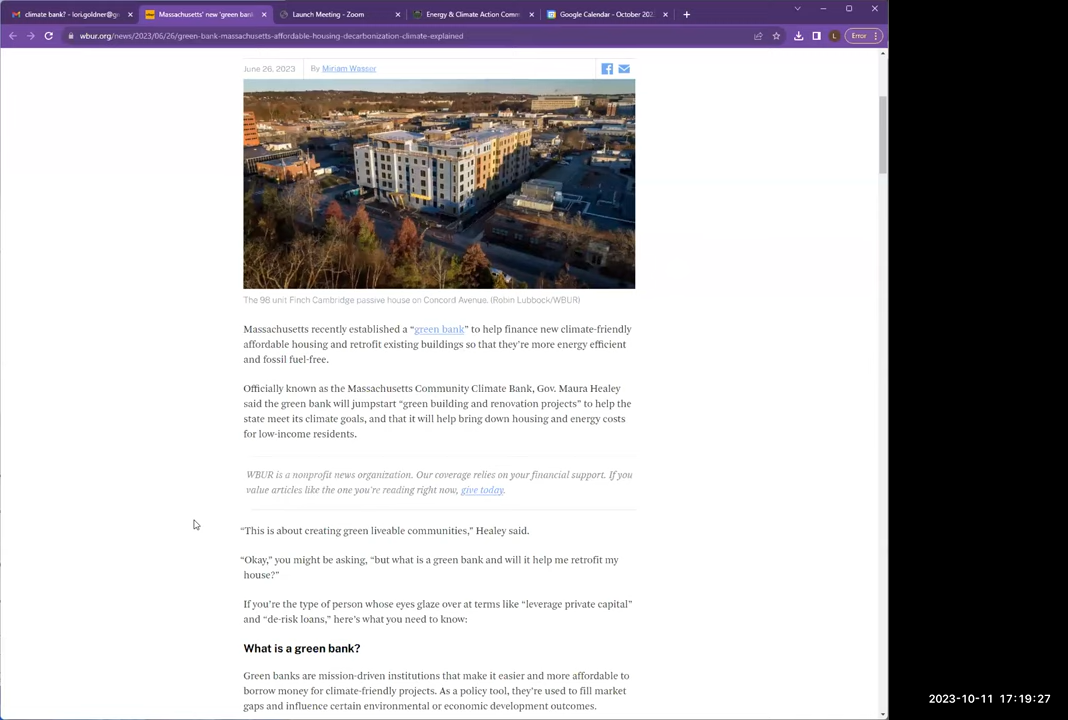 climate bank? - lori.goldner@g
Massachusetts' new 'green bank
Launch Meeting - Zoom
Energy & Climate Action Comm
Google Calendar - October 202
wbur.org/news/2023/06/26/green-bank-massachusetts-affordable-housing-decarbonization-climate-explained
L
Error
June 26, 2023
By Miriam Wasser
The 98 unit Finch Cambridge passive house on Concord Avenue. (Robin Lubbock/WBUR)
Massachusetts recently established a “green bank” to help finance new climate-friendly
affordable housing and retrofit existing buildings so that they’re more energy efficient
and fossil fuel-free.
Officially known as the Massachusetts Community Climate Bank, Gov. Maura Healey
said the green bank will jumpstart “green building and renovation projects” to help the
state meet its climate goals, and that it will help bring down housing and energy costs
for low-income residents.
WBUR is a nonprofit news organization. Our coverage relies on your financial support. If you
value articles like the one you're reading right now, give today.
“This is about creating green liveable communities,” Healey said.
“Okay,” you might be asking, “but what is a green bank and will it help me retrofit my
house?”
If you’re the type of person whose eyes glaze over at terms like “leverage private capital”
and “de-risk loans,” here’s what you need to know:
What is a green bank?
Green banks are mission-driven institutions that make it easier and more affordable to
borrow money for climate-friendly projects. As a policy tool, they’re used to fill market
gaps and influence certain environmental or economic development outcomes.
2023-10-11 17:19:27